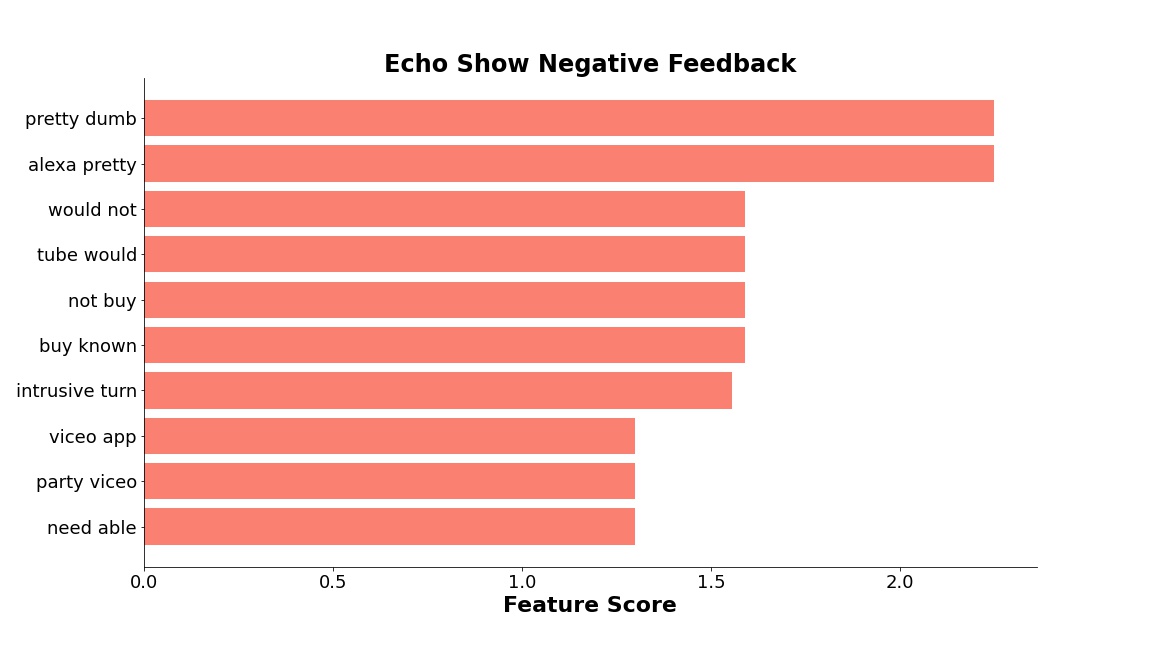 Echo Show Negative Feedback
pretty dumb
alexa pretty
would not
tube would
not buy
buy known
intrusive turn
viceo app
party viceo
need able
0.0 0.5 1.0 1.5 2.0
Feature Score